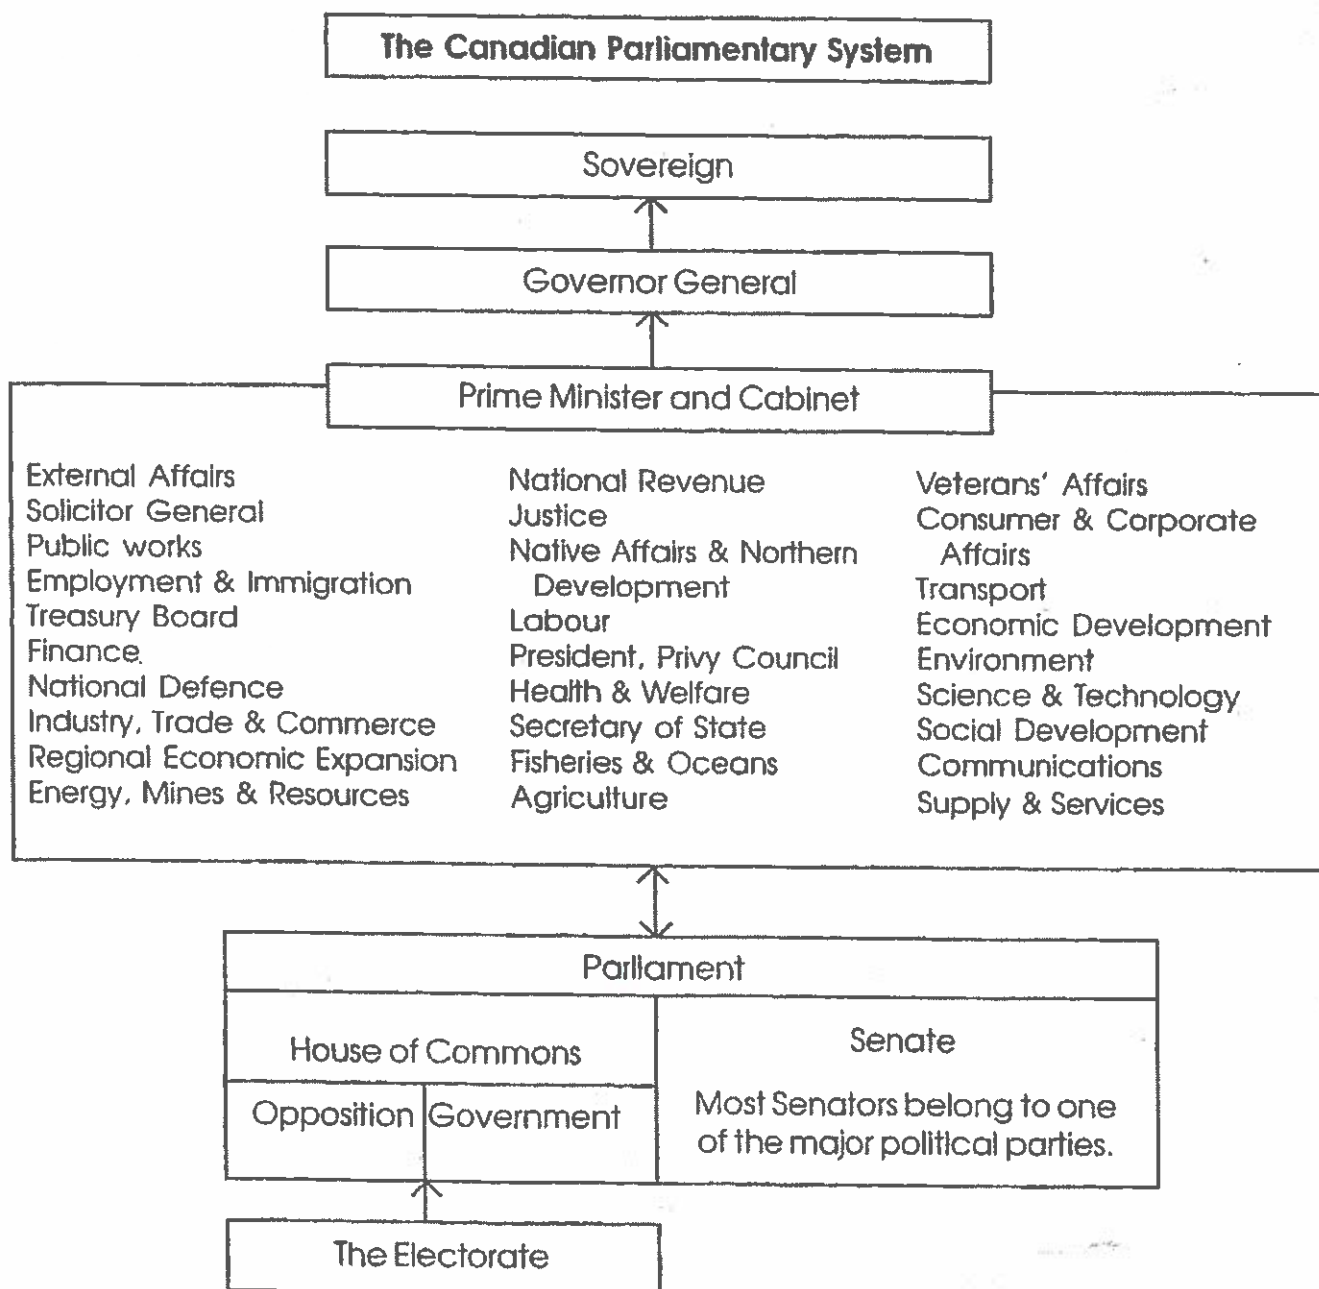 The Canadian Parliamentary System
Sovereign
Governor General
Prime Minister and Cabinet
External Affairs
Solicitor General
Public works
Employment & Immigration
Treasury Board
Finance
National Defence
Industry, Trade & Commerce
Regional Economic Expansion
Energy, Mines & Resources
National Revenue
Justice
Native Affairs & Northern
Development
Labour
President, Privy Council
Health & Welfare
Secretary of State
Fisheries & Oceans
Agriculture
Veterans' Affairs
Consumer & Corporate
Affairs
Transport
Economic Development
Environment
Science & Technology
Social Development
Communications
Supply & Services
Parliament
House of Commons
Opposition
Government
Senate
Most Senators belong to one
of the major political parties.
The Electorate